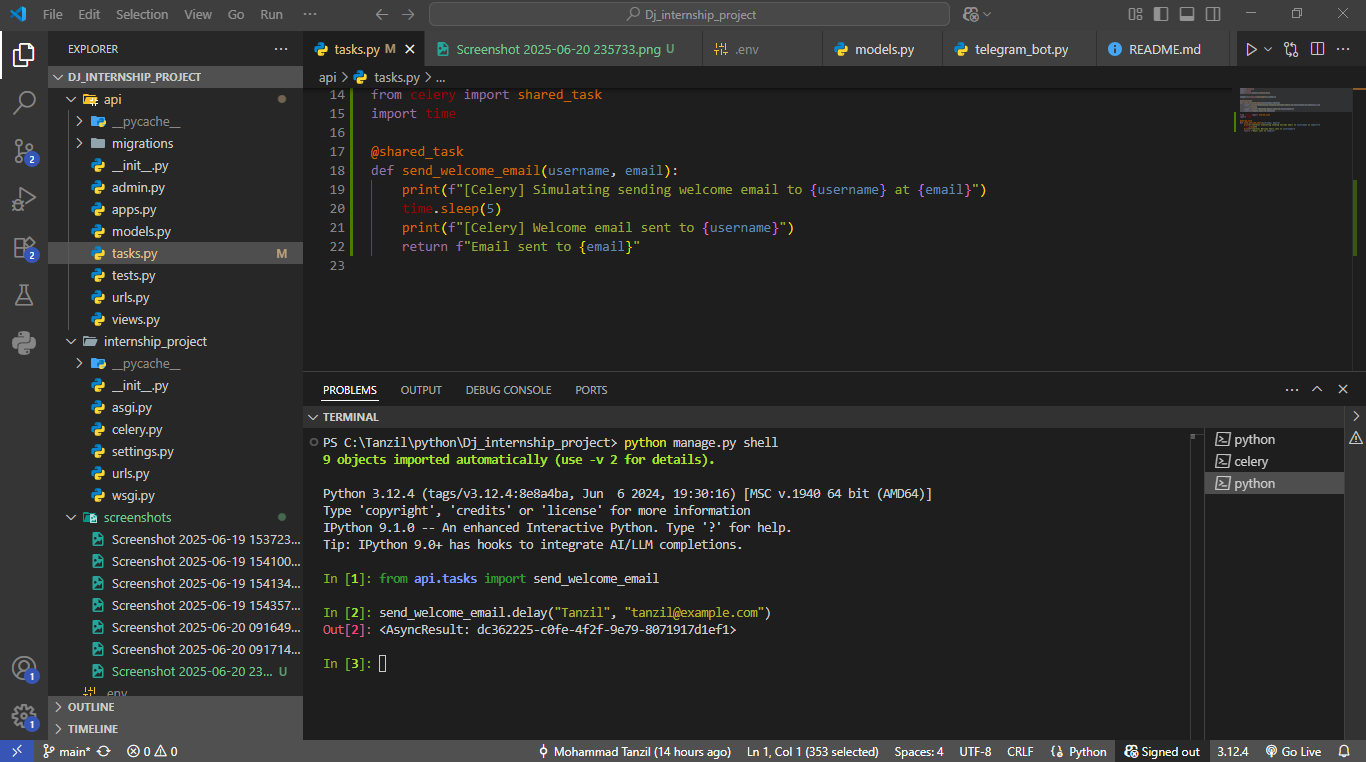 File Edit Selection View Go Run ··· Dj_internship_project
EXPLORER ···
DJ_INTERNSHIP_PROJECT
api
__pycache__
migrations
__init__.py
admin.py
apps.py
models.py
tasks.py M
tests.py
urls.py
views.py
internship_project
__pycache__
__init__.py
asgi.py
celery.py
settings.py
urls.py
wsgi.py
screenshots
Screenshot 2025-06-19 153723...
Screenshot 2025-06-19 154100...
Screenshot 2025-06-19 154134...
Screenshot 2025-06-19 154357...
Screenshot 2025-06-20 091649...
Screenshot 2025-06-20 091714...
Screenshot 2025-06-20 23... U
.env
OUTLINE
TIMELINE
2
2
1
1
tasks.py M Screenshot 2025-06-20 235733.png U .env models.py telegram_bot.py README.md
api > tasks.py > ...
14 from celery import shared_task
15 import time
16
17 @shared_task
18 def send_welcome_email(username, email):
19     print(f"[Celery] Simulating sending welcome email to {username} at {email}")
20     time.sleep(5)
21     print(f"[Celery] Welcome email sent to {username}")
22     return f"Email sent to {email}"
23
PROBLEMS OUTPUT DEBUG CONSOLE PORTS
TERMINAL
PS C:\Tanzil\python\Dj_internship_project> python manage.py shell
9 objects imported automatically (use -v 2 for details).
Python 3.12.4 (tags/v3.12.4:8e8a4ba, Jun  6 2024, 19:30:16) [MSC v.1940 64 bit (AMD64)]
Type 'copyright', 'credits' or 'license' for more information
IPython 9.1.0 -- An enhanced Interactive Python. Type '?' for help.
Tip: IPython 9.0+ has hooks to integrate AI/LLM completions.
In [1]: from api.tasks import send_welcome_email
In [2]: send_welcome_email.delay("Tanzil", "tanzil@example.com")
Out[2]: <AsyncResult: dc362225-c0fe-4f2f-9e79-8071917d1ef1>
In [3]:
python
celery
python
main* 0 0 Mohammad Tanzil (14 hours ago) Ln 1, Col 1 (353 selected) Spaces: 4 UTF-8 CRLF Python Signed out 3.12.4 Go Live